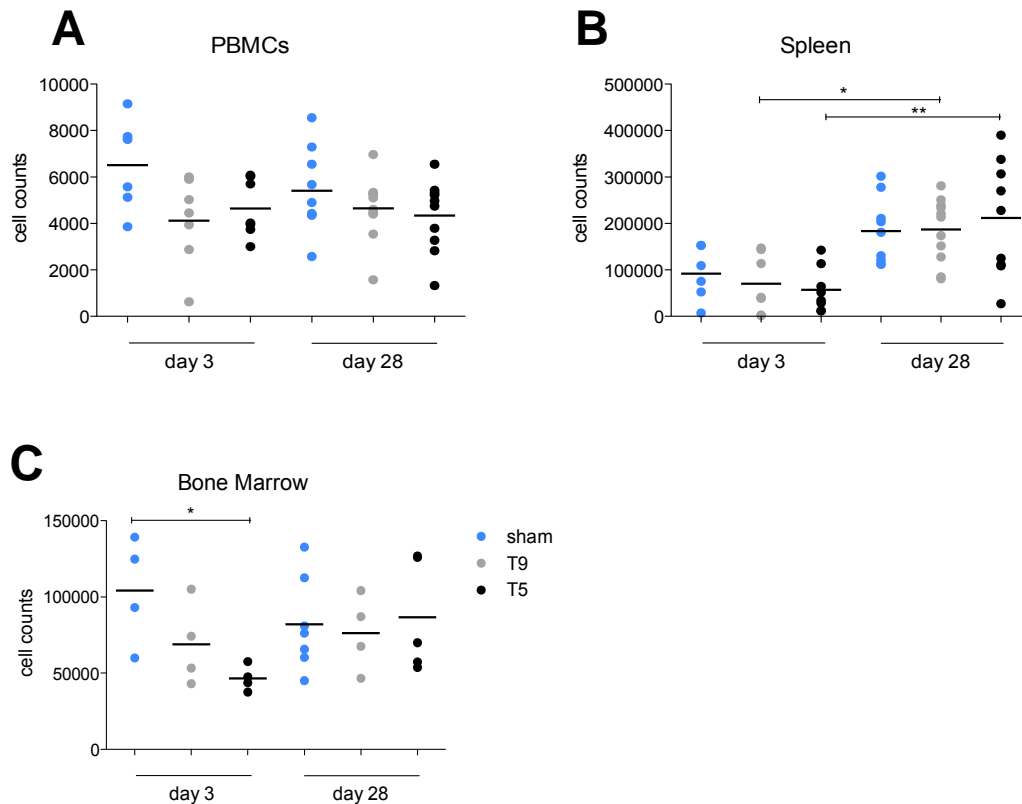 A
PBMCs
10000
8000
6000
4000
2000
0
cell counts
day 3
day 28
B
Spleen
500000
400000
300000
200000
100000
0
cell counts
*
**
day 3
day 28
C
Bone Marrow
150000
100000
50000
0
cell counts
*
day 3
day 28
sham
T9
T5